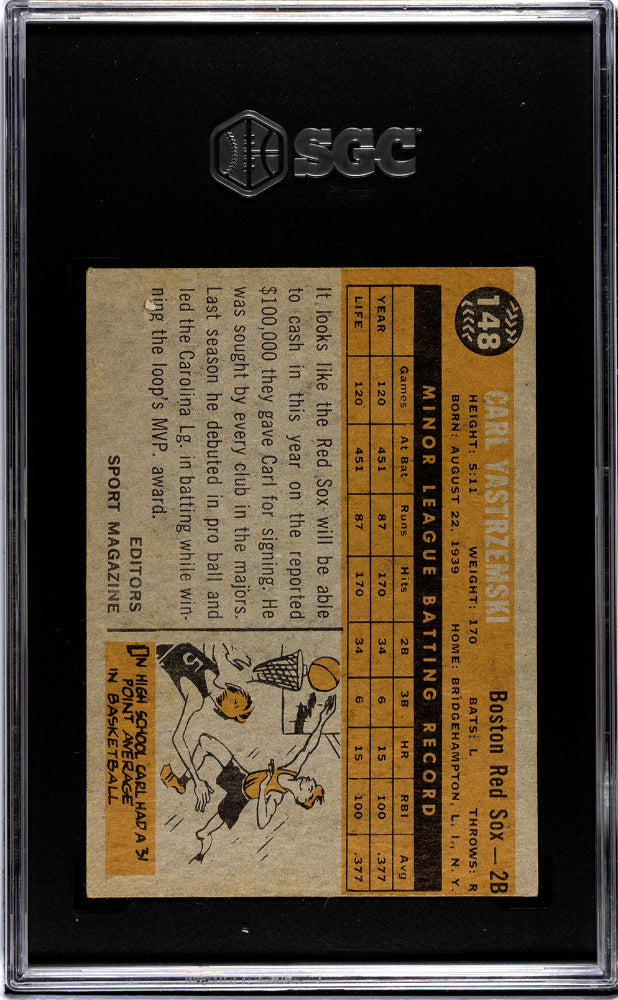 SGC
148
CARL YASTRZEMSKI
Boston Red Sox—2B
HEIGHT: 5:11 WEIGHT: 170 BATS: L THROWS: R
BORN: AUGUST 22, 1939 HOME: BRIDGEHAMPTON, L. I., N. Y.
MINOR LEAGUE BATTING RECORD
Games At Bat Runs Hits 2B 3B HR RBI Avg
YEAR 120 451 87 170 34 6 15 100 .377
LIFE 120 451 87 170 34 6 15 100 .377
It looks like the Red Sox will be able
to cash in this year on the reported
$100,000 they gave Carl for signing. He
was sought by every club in the majors.
Last season he debuted in pro ball and
led the Carolina Lg. in batting while win-
ning the loop's MVP. award.
EDITORS
SPORT MAGAZINE
5
IN HIGH SCHOOL CARL HAD A 31
POINT AVERAGE
IN BASKETBALL